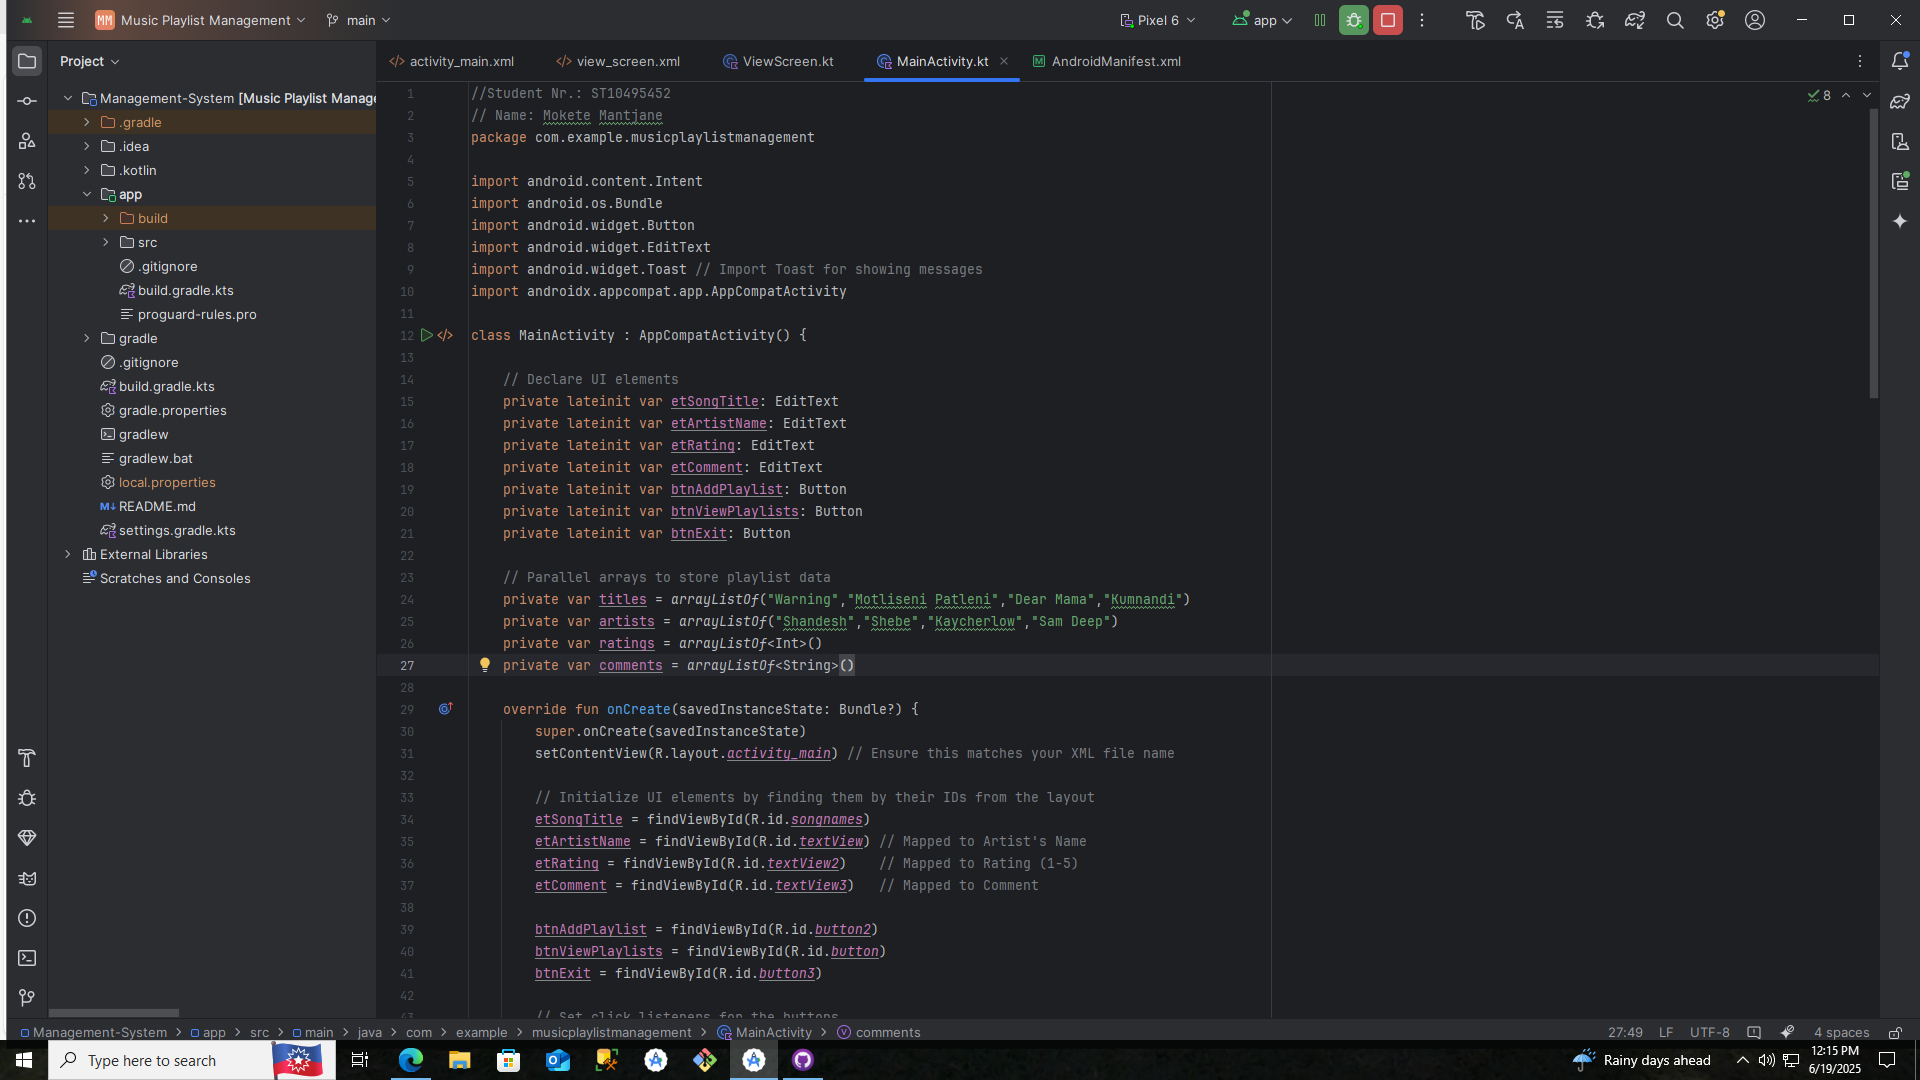 MM Music Playlist Management main Pixel 6 app
Project
activity_main.xml view_screen.xml ViewScreen.kt MainActivity.kt AndroidManifest.xml
Management-System [Music Playlist Manage
.gradle
.idea
.kotlin
app
build
src
.gitignore
build.gradle.kts
proguard-rules.pro
gradle
.gitignore
build.gradle.kts
gradle.properties
gradlew
gradlew.bat
local.properties
M↓ README.md
settings.gradle.kts
External Libraries
Scratches and Consoles
8
1 //Student Nr.: ST10495452
2 // Name: Mokete Mantjane
3 package com.example.musicplaylistmanagement
4
5 import android.content.Intent
6 import android.os.Bundle
7 import android.widget.Button
8 import android.widget.EditText
9 import android.widget.Toast // Import Toast for showing messages
10 import androidx.appcompat.app.AppCompatActivity
11
12 class MainActivity : AppCompatActivity() {
13
14 // Declare UI elements
15 private lateinit var etSongTitle: EditText
16 private lateinit var etArtistName: EditText
17 private lateinit var etRating: EditText
18 private lateinit var etComment: EditText
19 private lateinit var btnAddPlaylist: Button
20 private lateinit var btnViewPlaylists: Button
21 private lateinit var btnExit: Button
22
23 // Parallel arrays to store playlist data
24 private var titles = arrayListOf("Warning","Motliseni Patleni","Dear Mama","Kumnandi")
25 private var artists = arrayListOf("Shandesh","Shebe","Kaycherlow","Sam Deep")
26 private var ratings = arrayListOf<Int>()
27 private var comments = arrayListOf<String>()
28
29 override fun onCreate(savedInstanceState: Bundle?) {
30 super.onCreate(savedInstanceState)
31 setContentView(R.layout.activity_main) // Ensure this matches your XML file name
32
33 // Initialize UI elements by finding them by their IDs from the layout
34 etSongTitle = findViewById(R.id.songnames)
35 etArtistName = findViewById(R.id.textView) // Mapped to Artist's Name
36 etRating = findViewById(R.id.textView2) // Mapped to Rating (1-5)
37 etComment = findViewById(R.id.textView3) // Mapped to Comment
38
39 btnAddPlaylist = findViewById(R.id.button2)
40 btnViewPlaylists = findViewById(R.id.button)
41 btnExit = findViewById(R.id.button3)
42
43 // Set click listeners for the buttons
Management-System > app > src > main > java > com > example > musicplaylistmanagement > MainActivity > comments 27:49 LF UTF-8 4 spaces
Type here to search Rainy days ahead 12:15 PM
6/19/2025